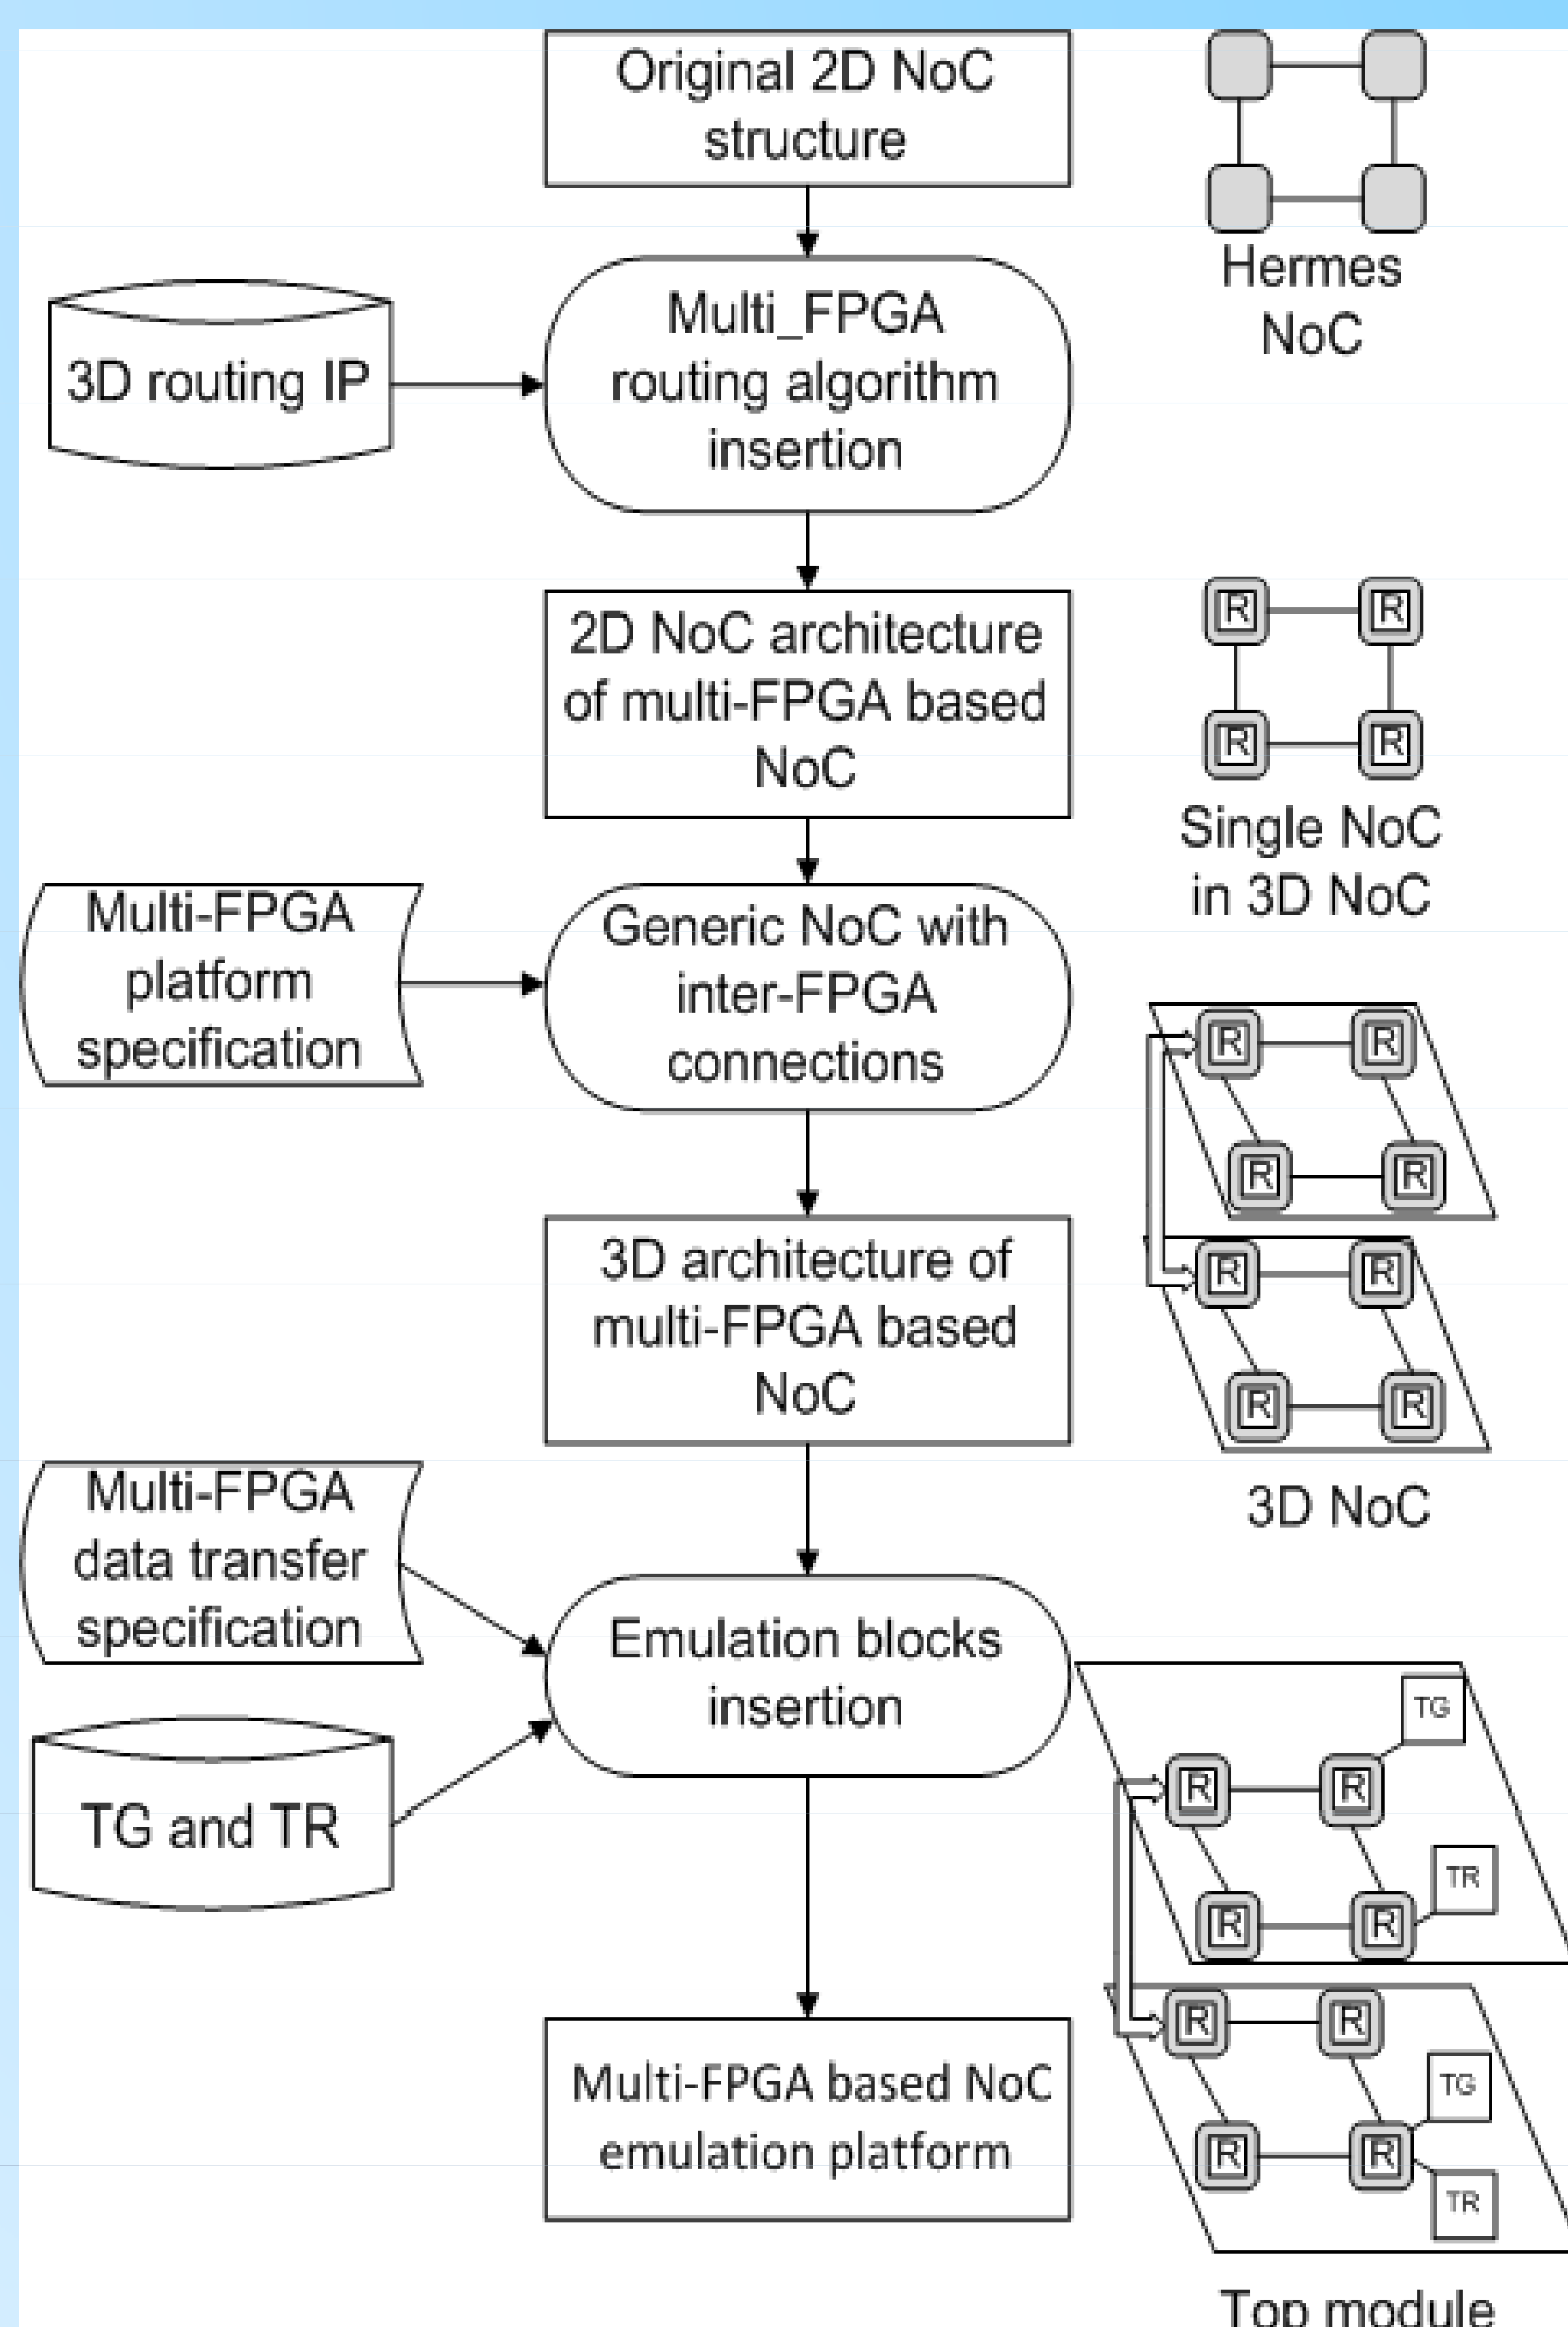 Original 2D NoC
structure
Hermes
NoC
3D routing IP
Multi_FPGA
routing algorithm
insertion
2D NoC architecture
of multi-FPGA based
NoC
R
R
R
R
Single NoC
in 3D NoC
Multi-FPGA
platform
specification
Generic NoC with
inter-FPGA
connections
R
R
R
R
3D architecture of
multi-FPGA based
NoC
R
R
R
R
3D NoC
Multi-FPGA
data transfer
specification
Emulation blocks
insertion
TG and TR
TG
R
R
TR
R
R
Multi-FPGA based NoC
emulation platform
R
R
TG
R
R
TR
Top module